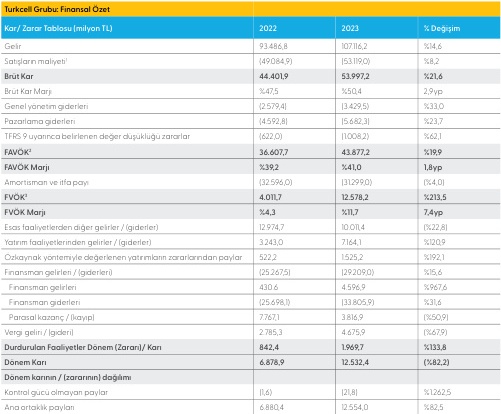 Turkcell Grubu: Finansal Özet
Kar/ Zarar Tablosu (milyon TL) 2022 2023 % Değişim
Gelir 93.486,8 107.116,2 %14,6
Satışların maliyeti¹ (49.084,9) (53.119,0) %8,2
Brüt Kar 44.401,9 53.997,2 %21,6
Brüt Kar Marjı %47,5 %50,4 2,9yp
Genel yönetim giderleri (2.579,4) (3.429,5) %33,0
Pazarlama giderleri (4.592,8) (5.682,3) %23,7
TFRS 9 uyarınca belirlenen değer düşüklüğü zararlar (622,0) (1.008,2) %62,1
FAVÖK² 36.607,7 43.877,2 %19,9
FAVÖK Marjı %39,2 %41,0 1,8yp
Amortisman ve itfa payı (32.596,0) (31.299,0) (%4,0)
FVÖK³ 4.011,7 12.578,2 %213,5
FVÖK Marjı %4,3 %11,7 7,4yp
Esas faaliyetlerden diğer gelirler / (giderler) 12.974,7 10.011,4 (%22,8)
Yatırım faaliyetlerinden gelirler / (giderler) 3.243,0 7.164,1 %120,9
Özkaynak yöntemiyle değerlenen yatırımların zararlarından paylar 522,2 1.525,2 %192,1
Finansman gelirleri / (giderleri) (25.267,5) (29.209,0) %15,6
Finansman gelirleri 430,6 4.596,9 %967,6
Finansman giderleri (25.698,1) (33.805,9) %31,6
Parasal kazanç / (kayıp) 7.767,1 3.816,9 (%50,9)
Vergi geliri / (gideri) 2.785,3 4.675,9 (%67,9)
Durdurulan Faaliyetler Dönem (Zararı)/ Karı 842,4 1.969,7 %133,8
Dönem Karı 6.878,9 12.532,4 (%82,2)
Dönem karının / (zararının) dağılımı
Kontrol gücü olmayan paylar (1,6) (21,8) %1262,5
Ana ortaklık payları 6.880,4 12.554,0 %82,5